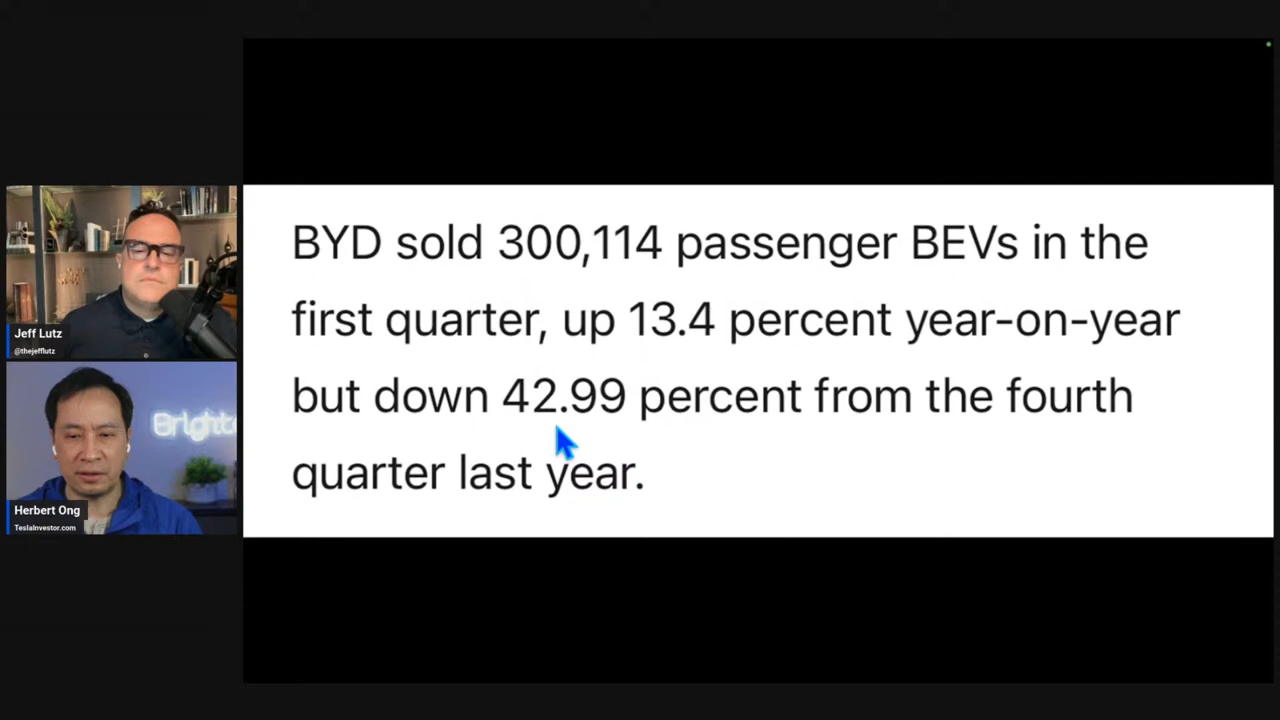 BYD sold 300,114 passenger BEVs in the
first quarter, up 13.4 percent year-on-year
but down 42.99 percent from the fourth
quarter last year.
Jeff Lutz
@thejefflutz
Herbert Ong
TeslaInvestor.com